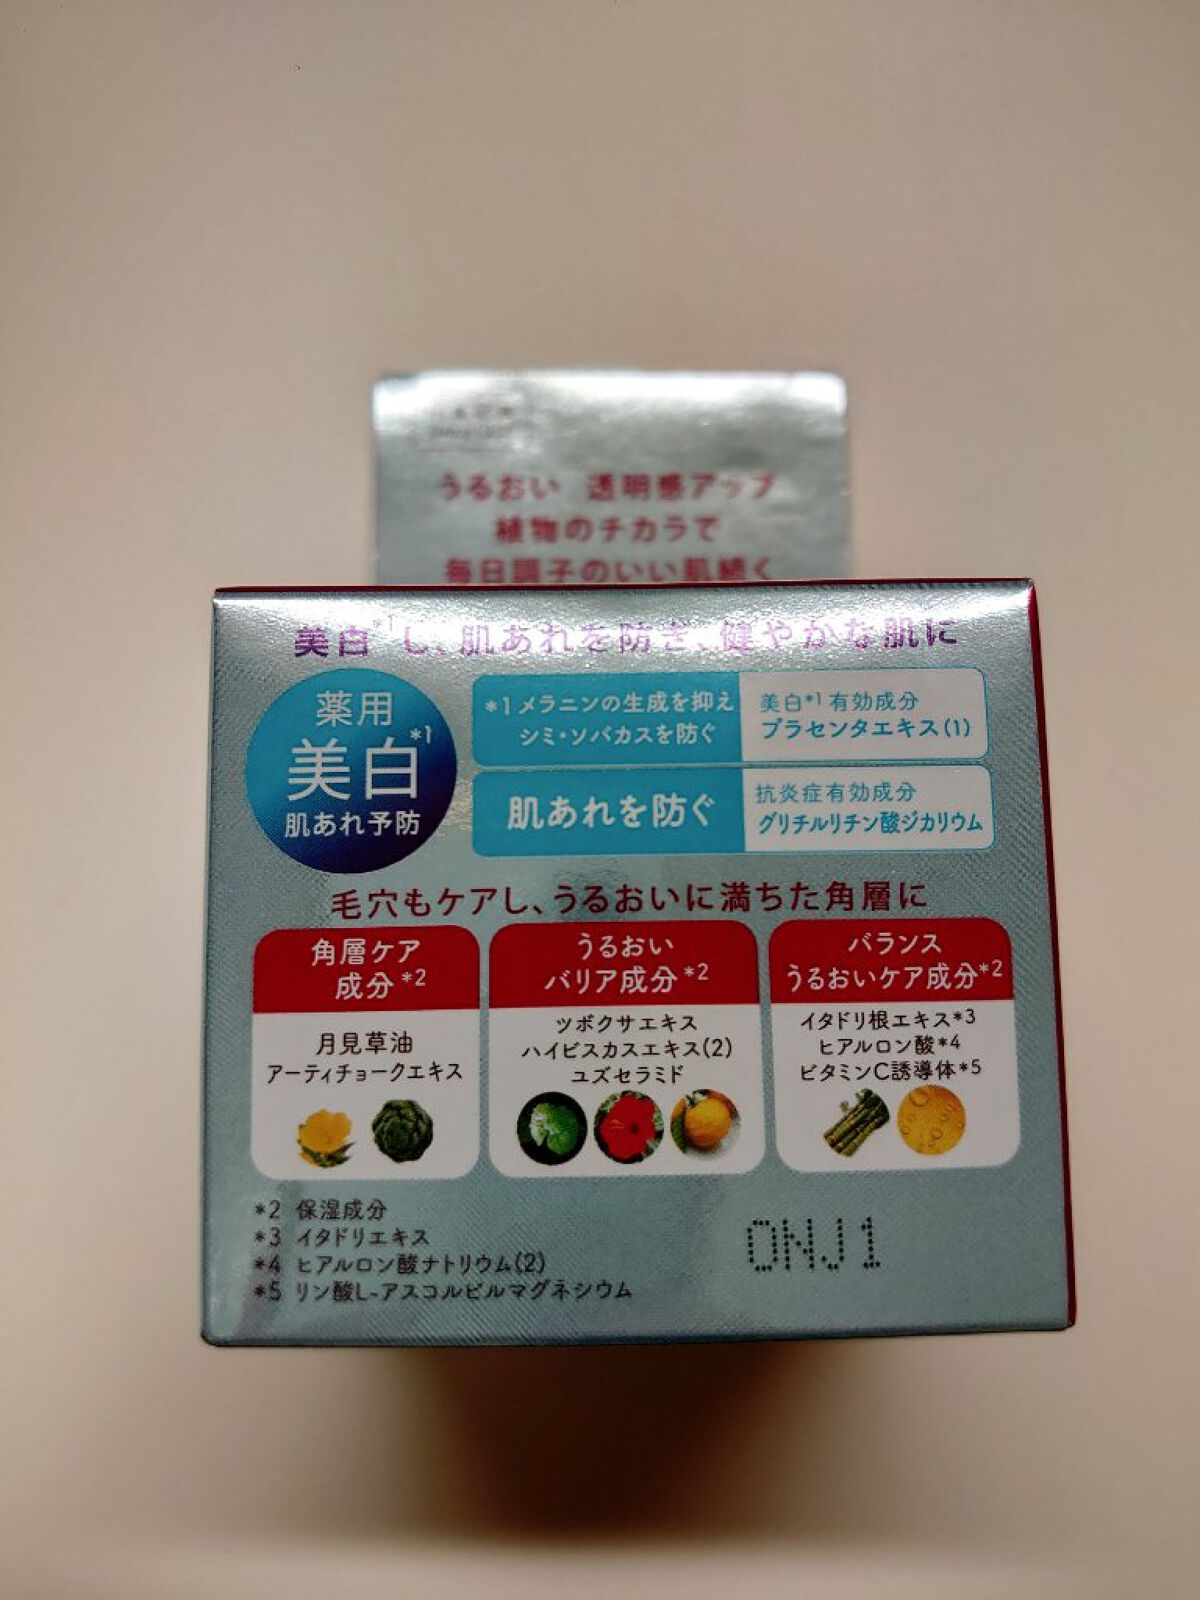 うるおい 透明感アップ
植物のチカラで
毎日調子のいい肌続く
美白*1し、肌あれを防ぎ、健やかな肌に
薬用
美白*1
肌あれ予防
*1メラニンの生成を抑え
シミ・ソバカスを防ぐ
美白*1有効成分
プラセンタエキス(1)
肌あれを防ぐ
抗炎症有効成分
グリチルリチン酸ジカリウム
毛穴もケアし、うるおいに満ちた角層に
角層ケア
成分*2
月見草油
アーティチョークエキス
うるおい
バリア成分*2
ツボクサエキス
ハイビスカスエキス(2)
ユズセラミド
バランス
うるおいケア成分*2
イタドリ根エキス*3
ヒアルロン酸*4
ビタミンC誘導体*5
*2 保湿成分
*3 イタドリエキス
*4 ヒアルロン酸ナトリウム(2)
*5 リン酸L-アスコルビルマグネシウム
ONJ1